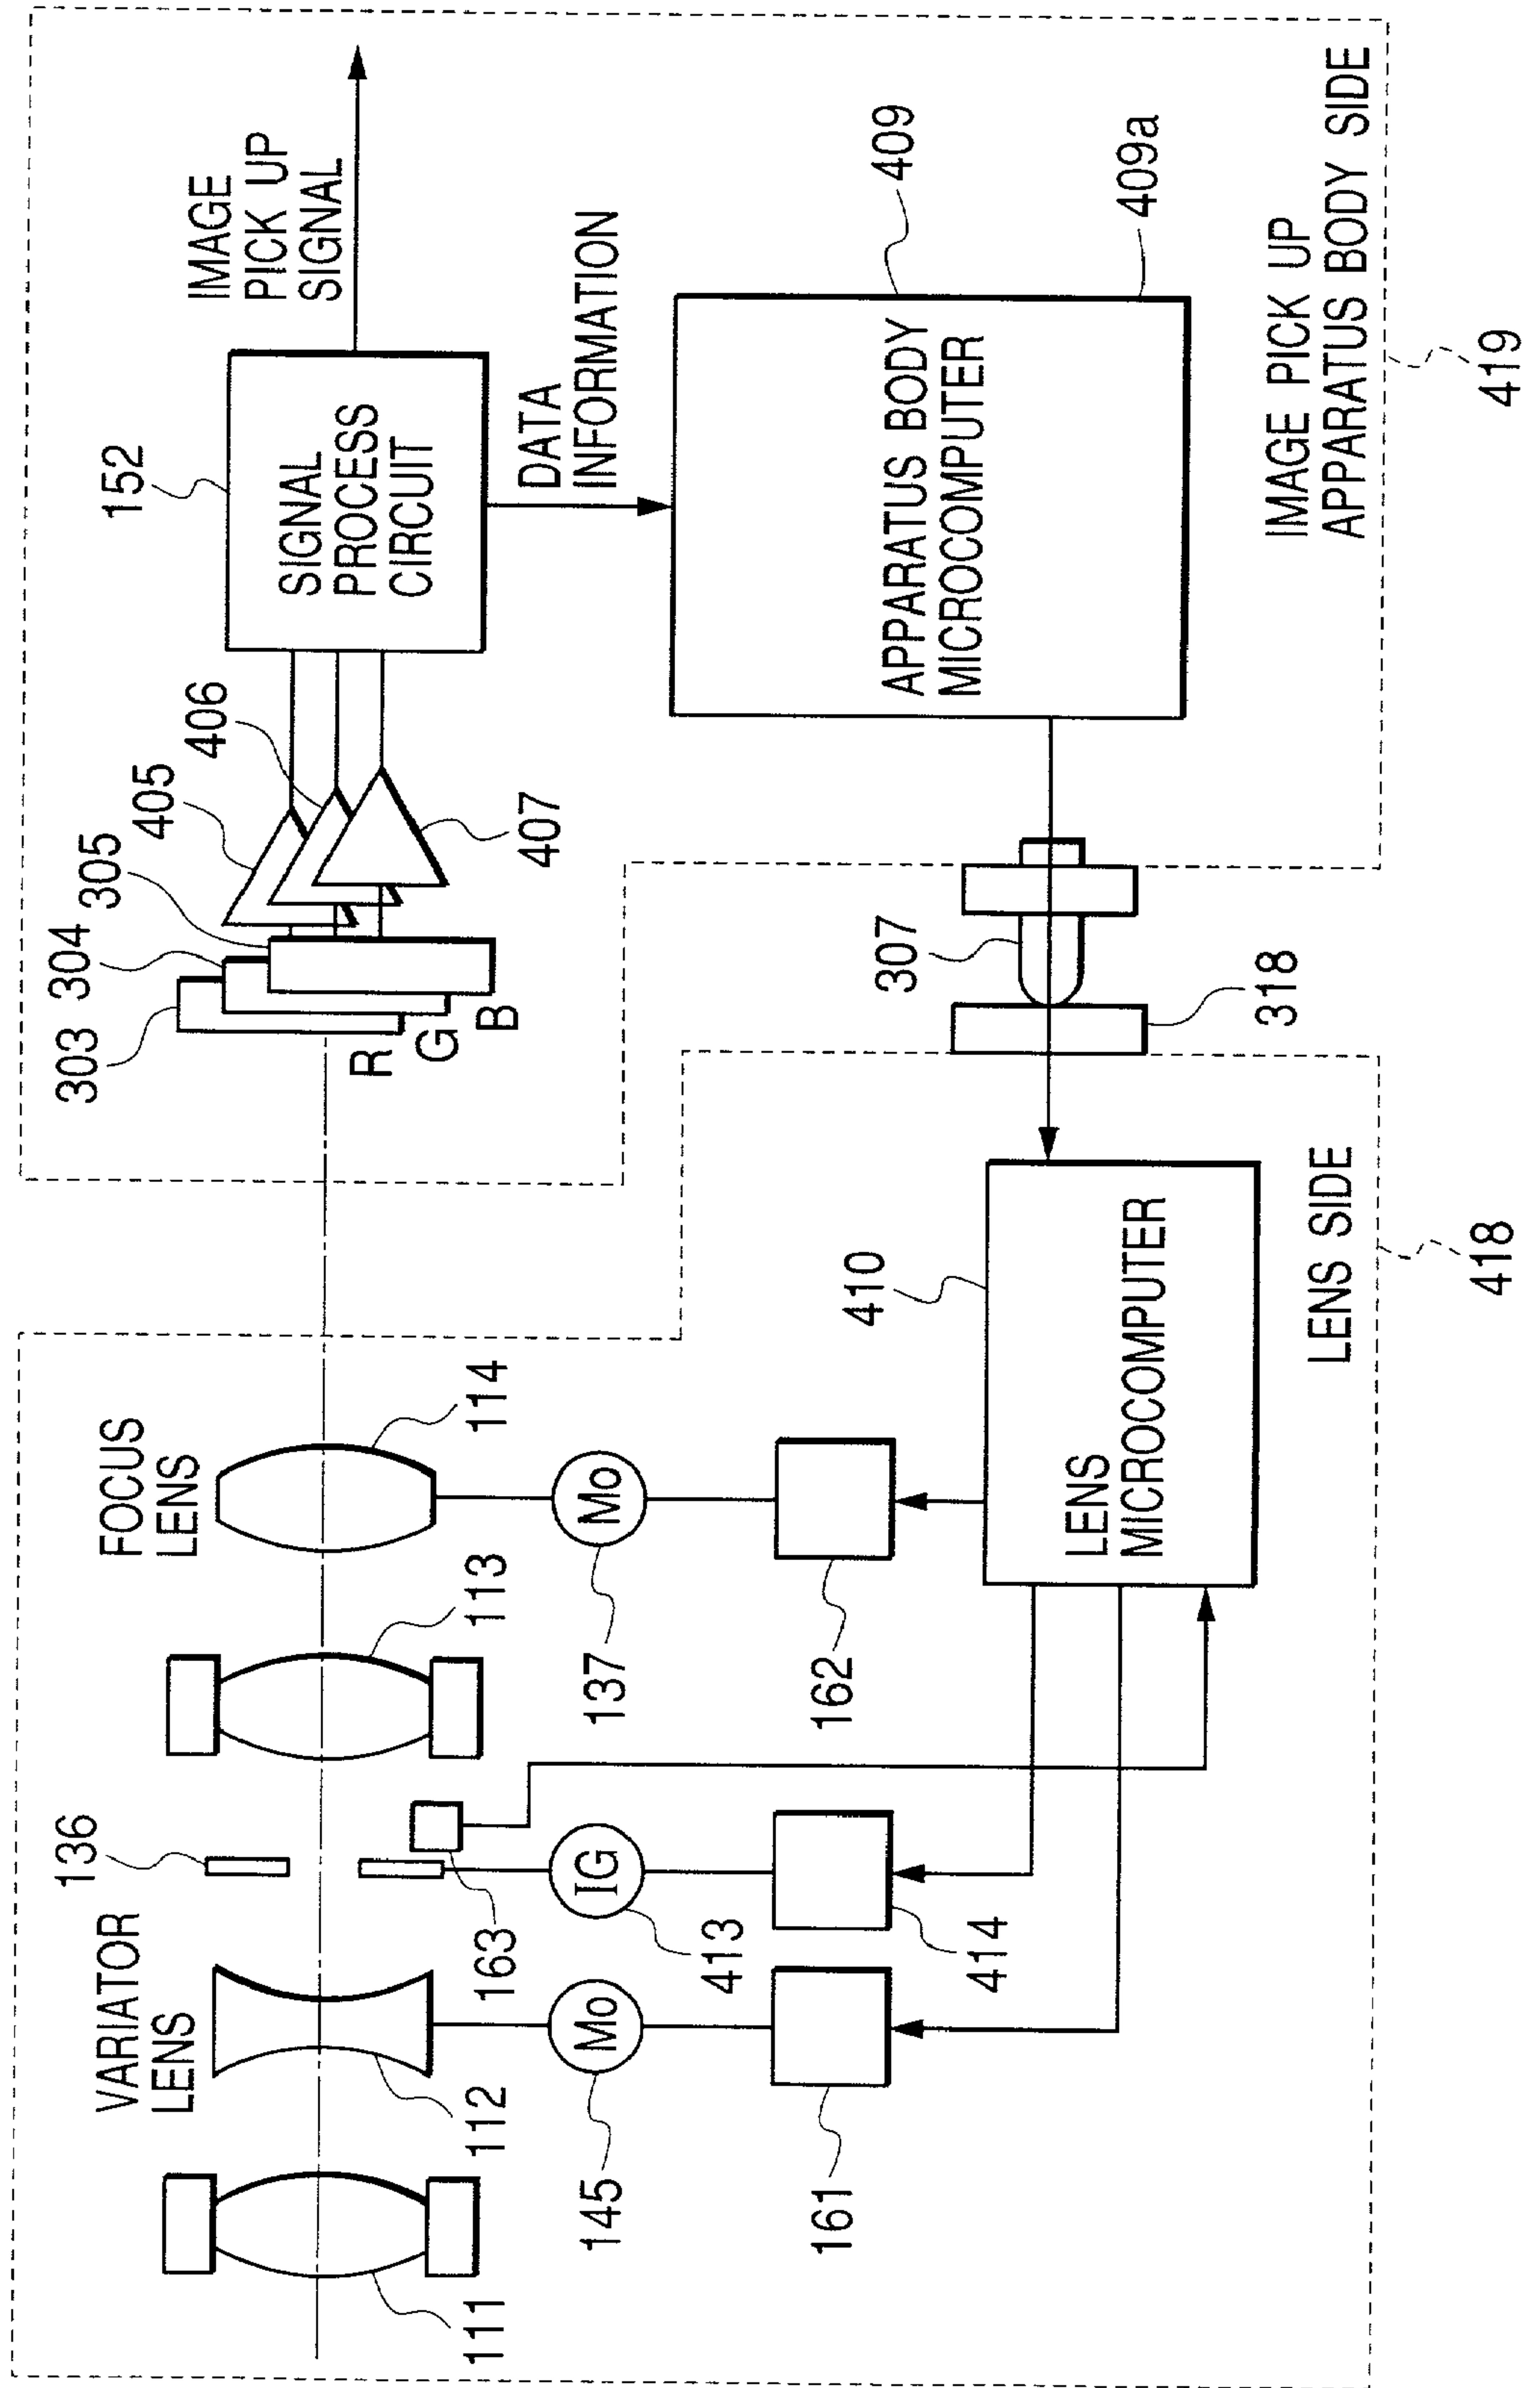 VARIATOR
LENS
136
FOCUS
LENS
111
112
163
113
114
145
413
137
161
414
162
410
LENS
MICROCOMPUTER
LENS SIDE
418
303
304
305
405
406
R
G
B
407
152
SIGNAL
PROCESS
CIRCUIT
IMAGE
PICK UP
SIGNAL
DATA
INFORMATION
307
318
APPARATUS BODY
MICROCOMPUTER
409
409a
IMAGE PICK UP
APPARATUS BODY SIDE
419
Mo
IG
Mo